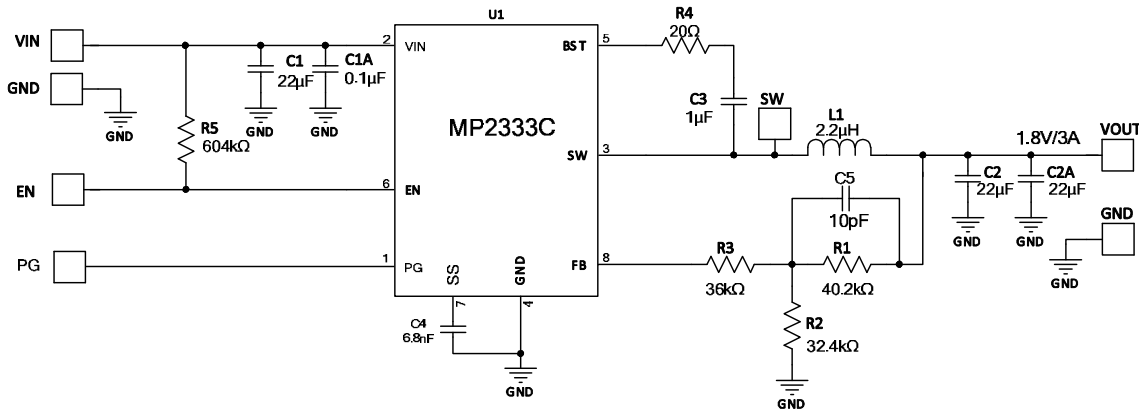 U1
VIN
GND
GND
R5
604kΩ
C1
22µF
GND
C1A
0.1µF
GND
EN
PG
2
6
1
VIN
EN
PG
MP2333C
BST
SW
FB
SS
GND
7
4
C4
6.8nF
GND
5
3
8
R4
20Ω
C3
1µF
SW
L1
2.2µH
C5
10pF
R3
36kΩ
R1
40.2kΩ
R2
32.4kΩ
GND
1.8V/3A
VOUT
C2
22µF
GND
C2A
22µF
GND
GND
GND